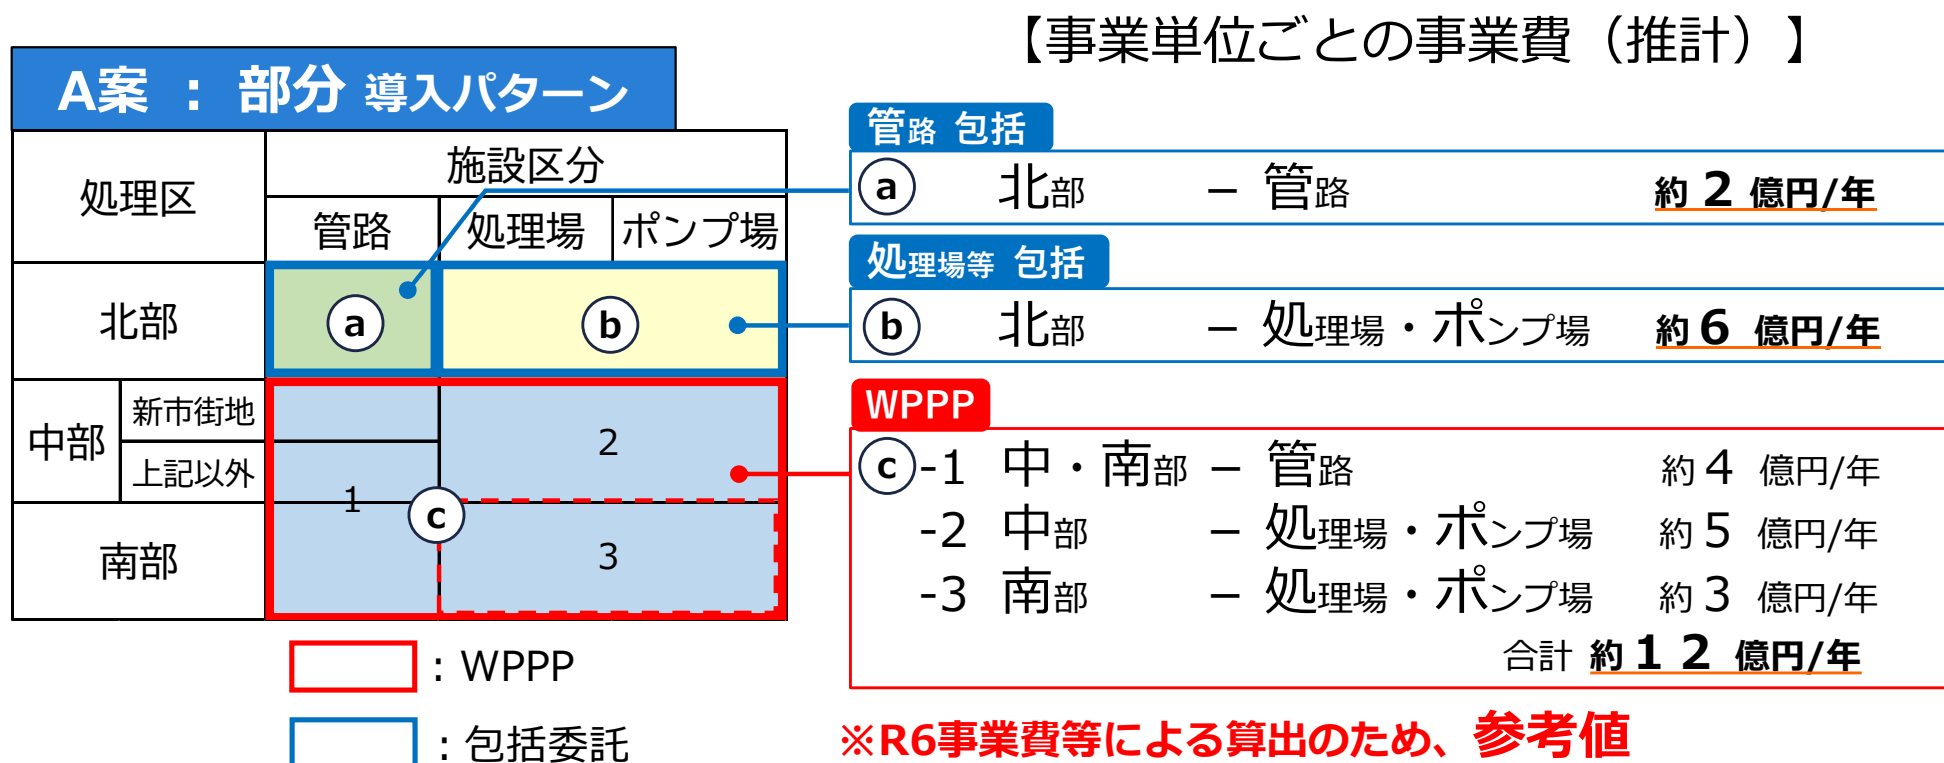 【事業単位ごとの事業費（推計）】
A案 ： 部分 導入パターン
処理区
施設区分
管路 処理場 ポンプ場
北部
a
b
中部
新市街地
上記以外
南部
1
2
c
3
：WPPP
：包括委託
管路 包括
a 北部 – 管路 約２億円/年
処理場等 包括
b 北部 – 処理場・ポンプ場 約６億円/年
WPPP
c-1 中・南部 – 管路 約４億円/年
-2 中部 – 処理場・ポンプ場 約５億円/年
-3 南部 – 処理場・ポンプ場 約３億円/年
合計 約１２億円/年
※R6事業費等による算出のため、参考値